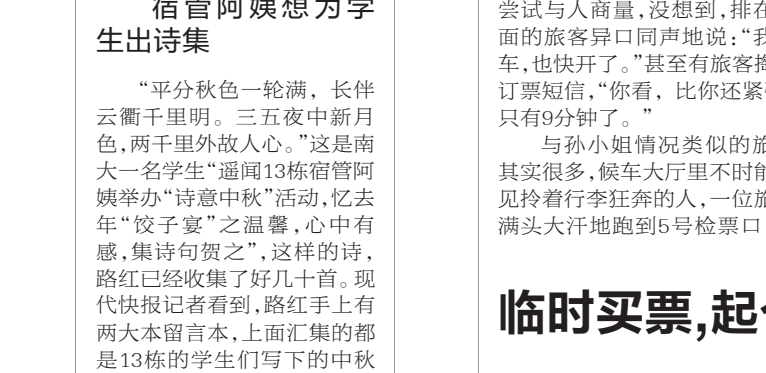 宿管阿姨想为学
生出诗集
“平分秋色一轮满，长伴
云衢千里明。三五夜中新月
色，两千里外故人心。”这是南
大一名学生“遥闻13栋宿管阿
姨举办“诗意中秋”活动，忆去
年“饺子宴”之温馨，心中有
感，集诗句贺之”，这样的诗，
路红已经收集了好几十首。现
代快报记者看到，路红手上有
两大本留言本，上面汇集的都
是13栋的学生们写下的中秋
尝试与人商量，没想到，排在
面的旅客异口同声地说：“我
车，也快开了。”甚至有旅客掏
订票短信，“你看，比你还紧
只有9分钟了。”
与孙小姐情况类似的旅
其实很多，候车大厅里不时能
见拎着行李狂奔的人，一位旅
满头大汗地跑到5号检票口
临时买票，起